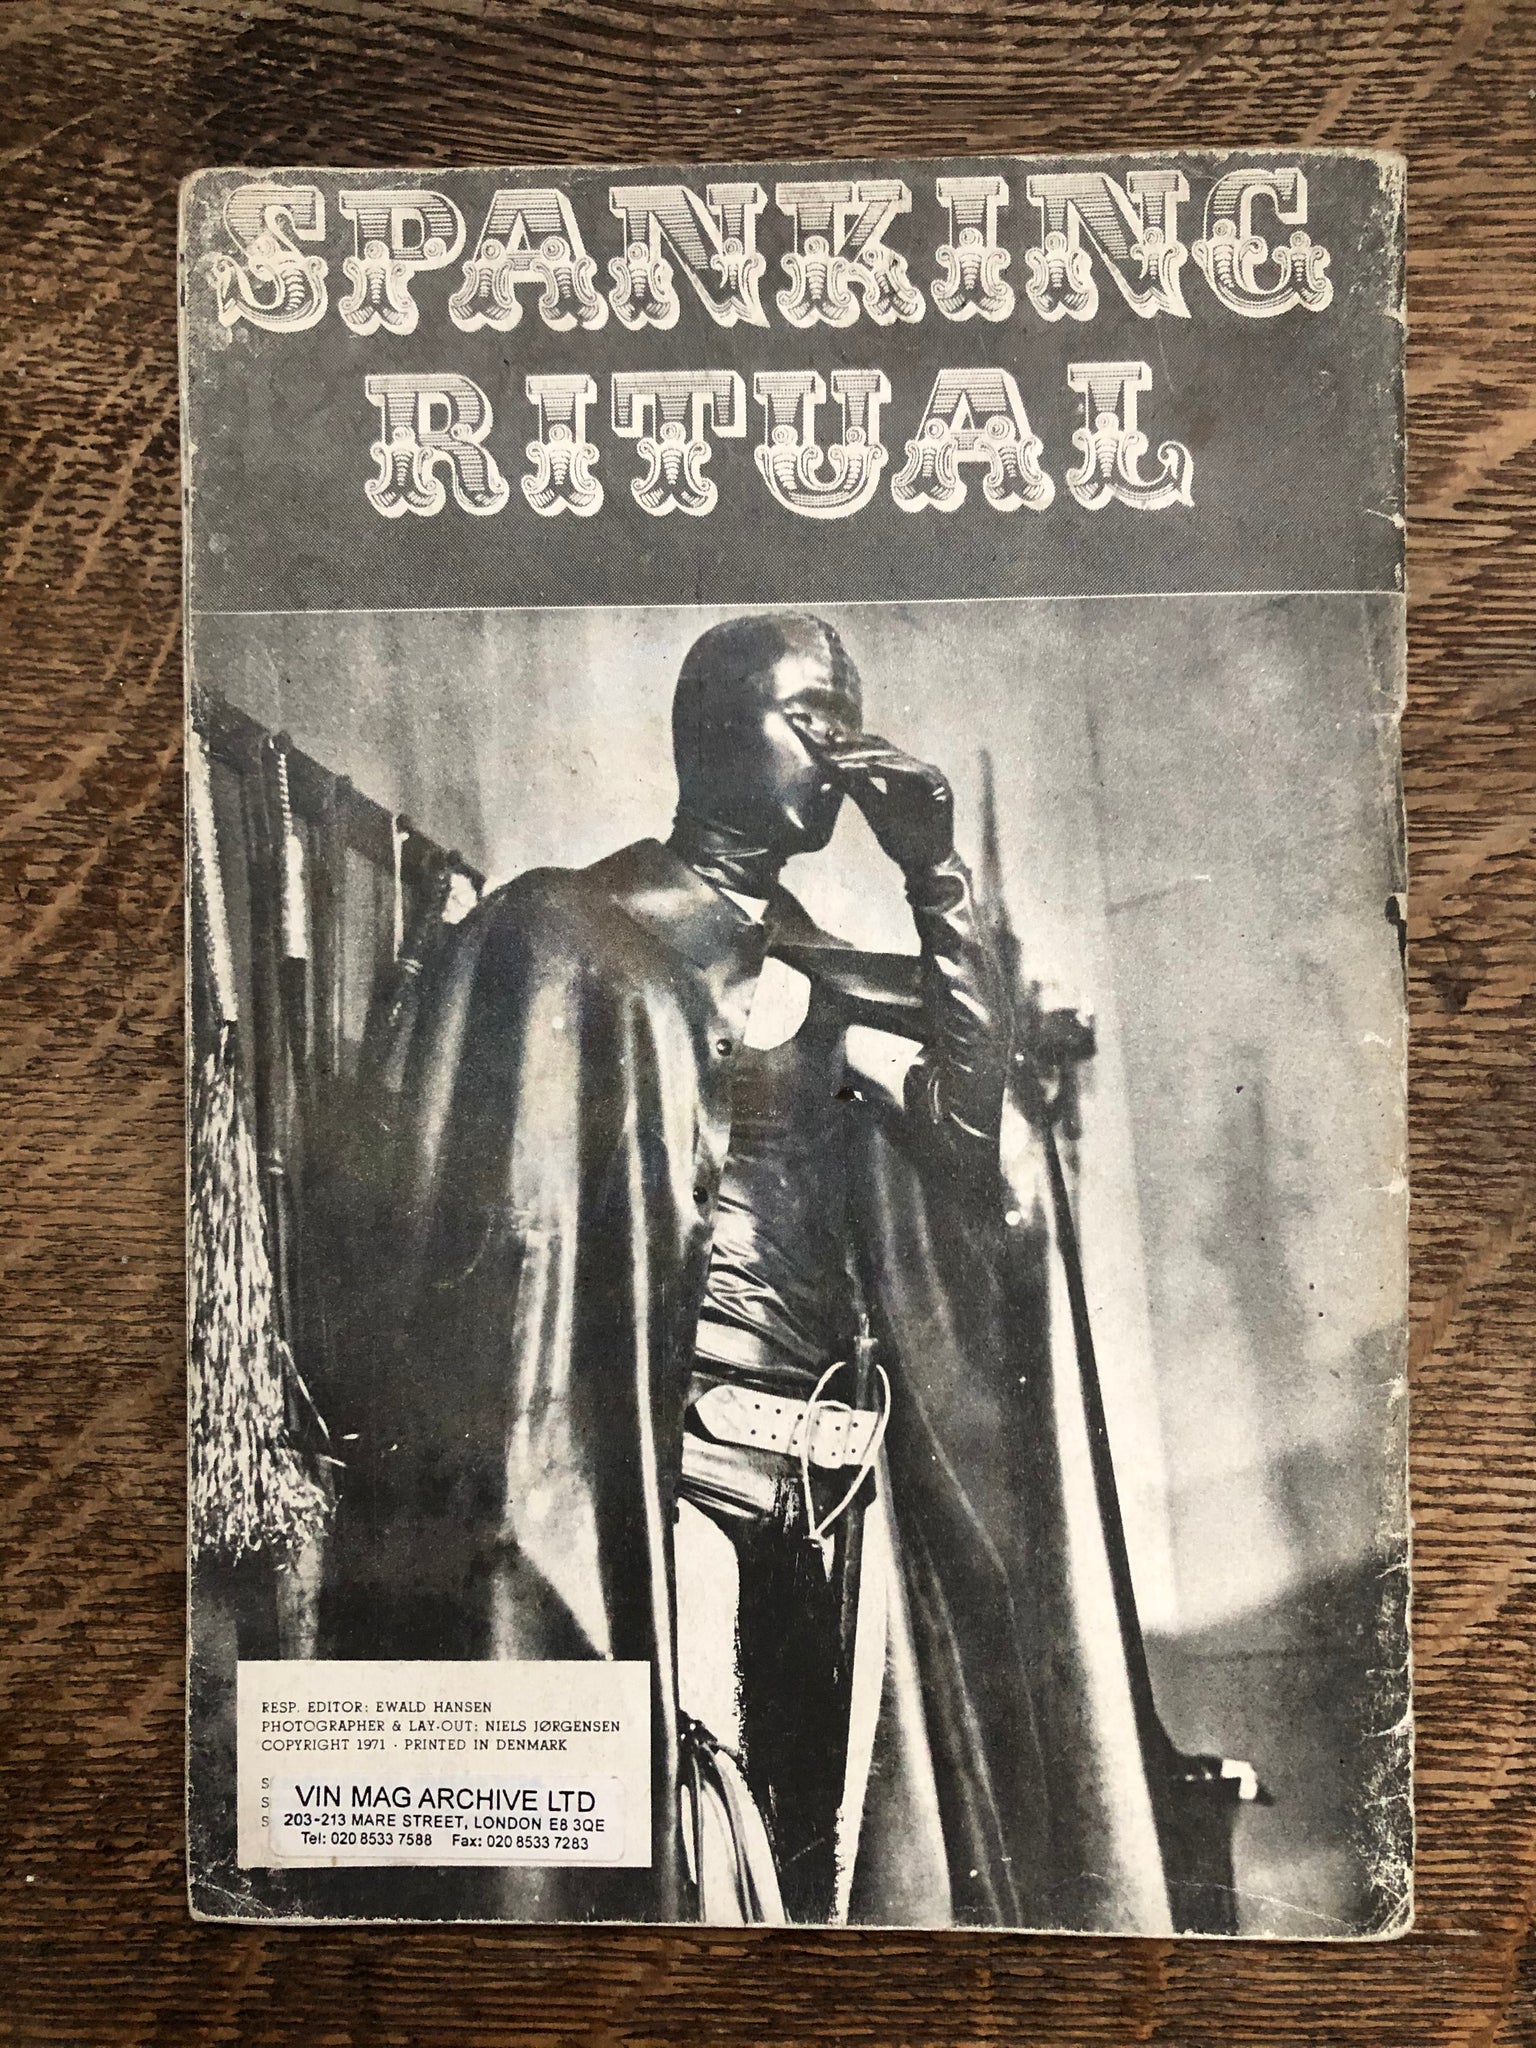 SPANKING
RITUAL
RESP. EDITOR: EWALD HANSEN
PHOTOGRAPHER & LAY-OUT: NIELS JØRGENSEN
COPYRIGHT 1971 · PRINTED IN DENMARK
S
S
S
VIN MAG ARCHIVE LTD
203-213 MARE STREET, LONDON E8 3QE
Tel: 020 8533 7588 Fax: 020 8533 7283